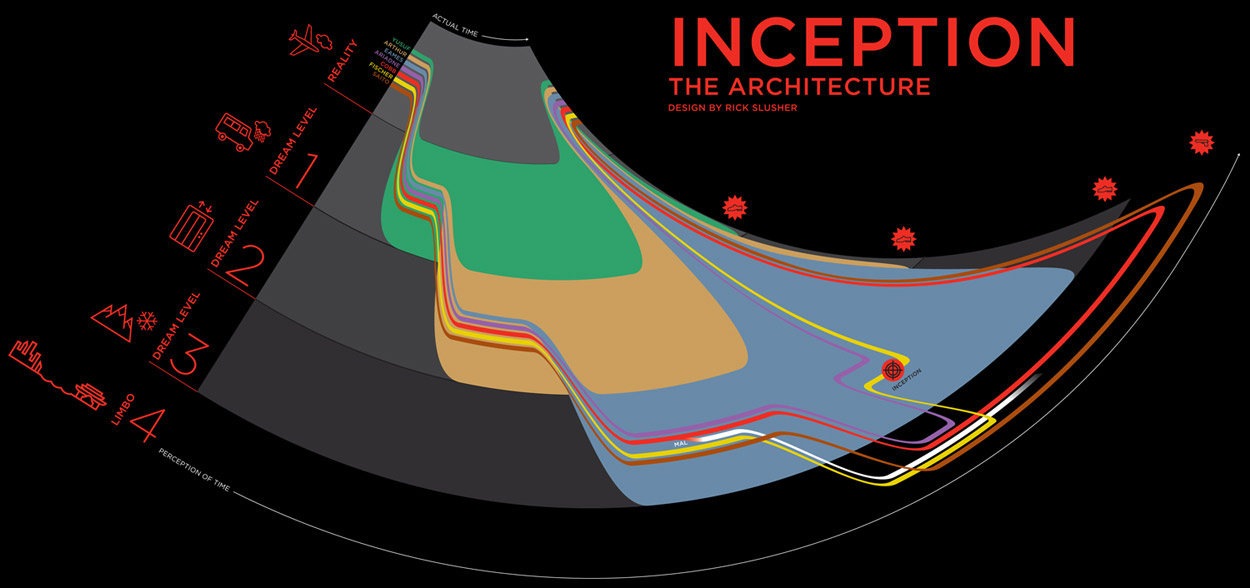 INCEPTION
THE ARCHITECTURE
DESIGN BY RICK SLUSHER
ACTUAL TIME
YUSUF
ARTHUR
EAMES
ARIADNE
COBB
FISCHER
SAITO
REALITY
DREAM LEVEL
1
DREAM LEVEL
2
DREAM LEVEL
3
LIMBO
4
PERCEPTION OF TIME
MAL
INCEPTION